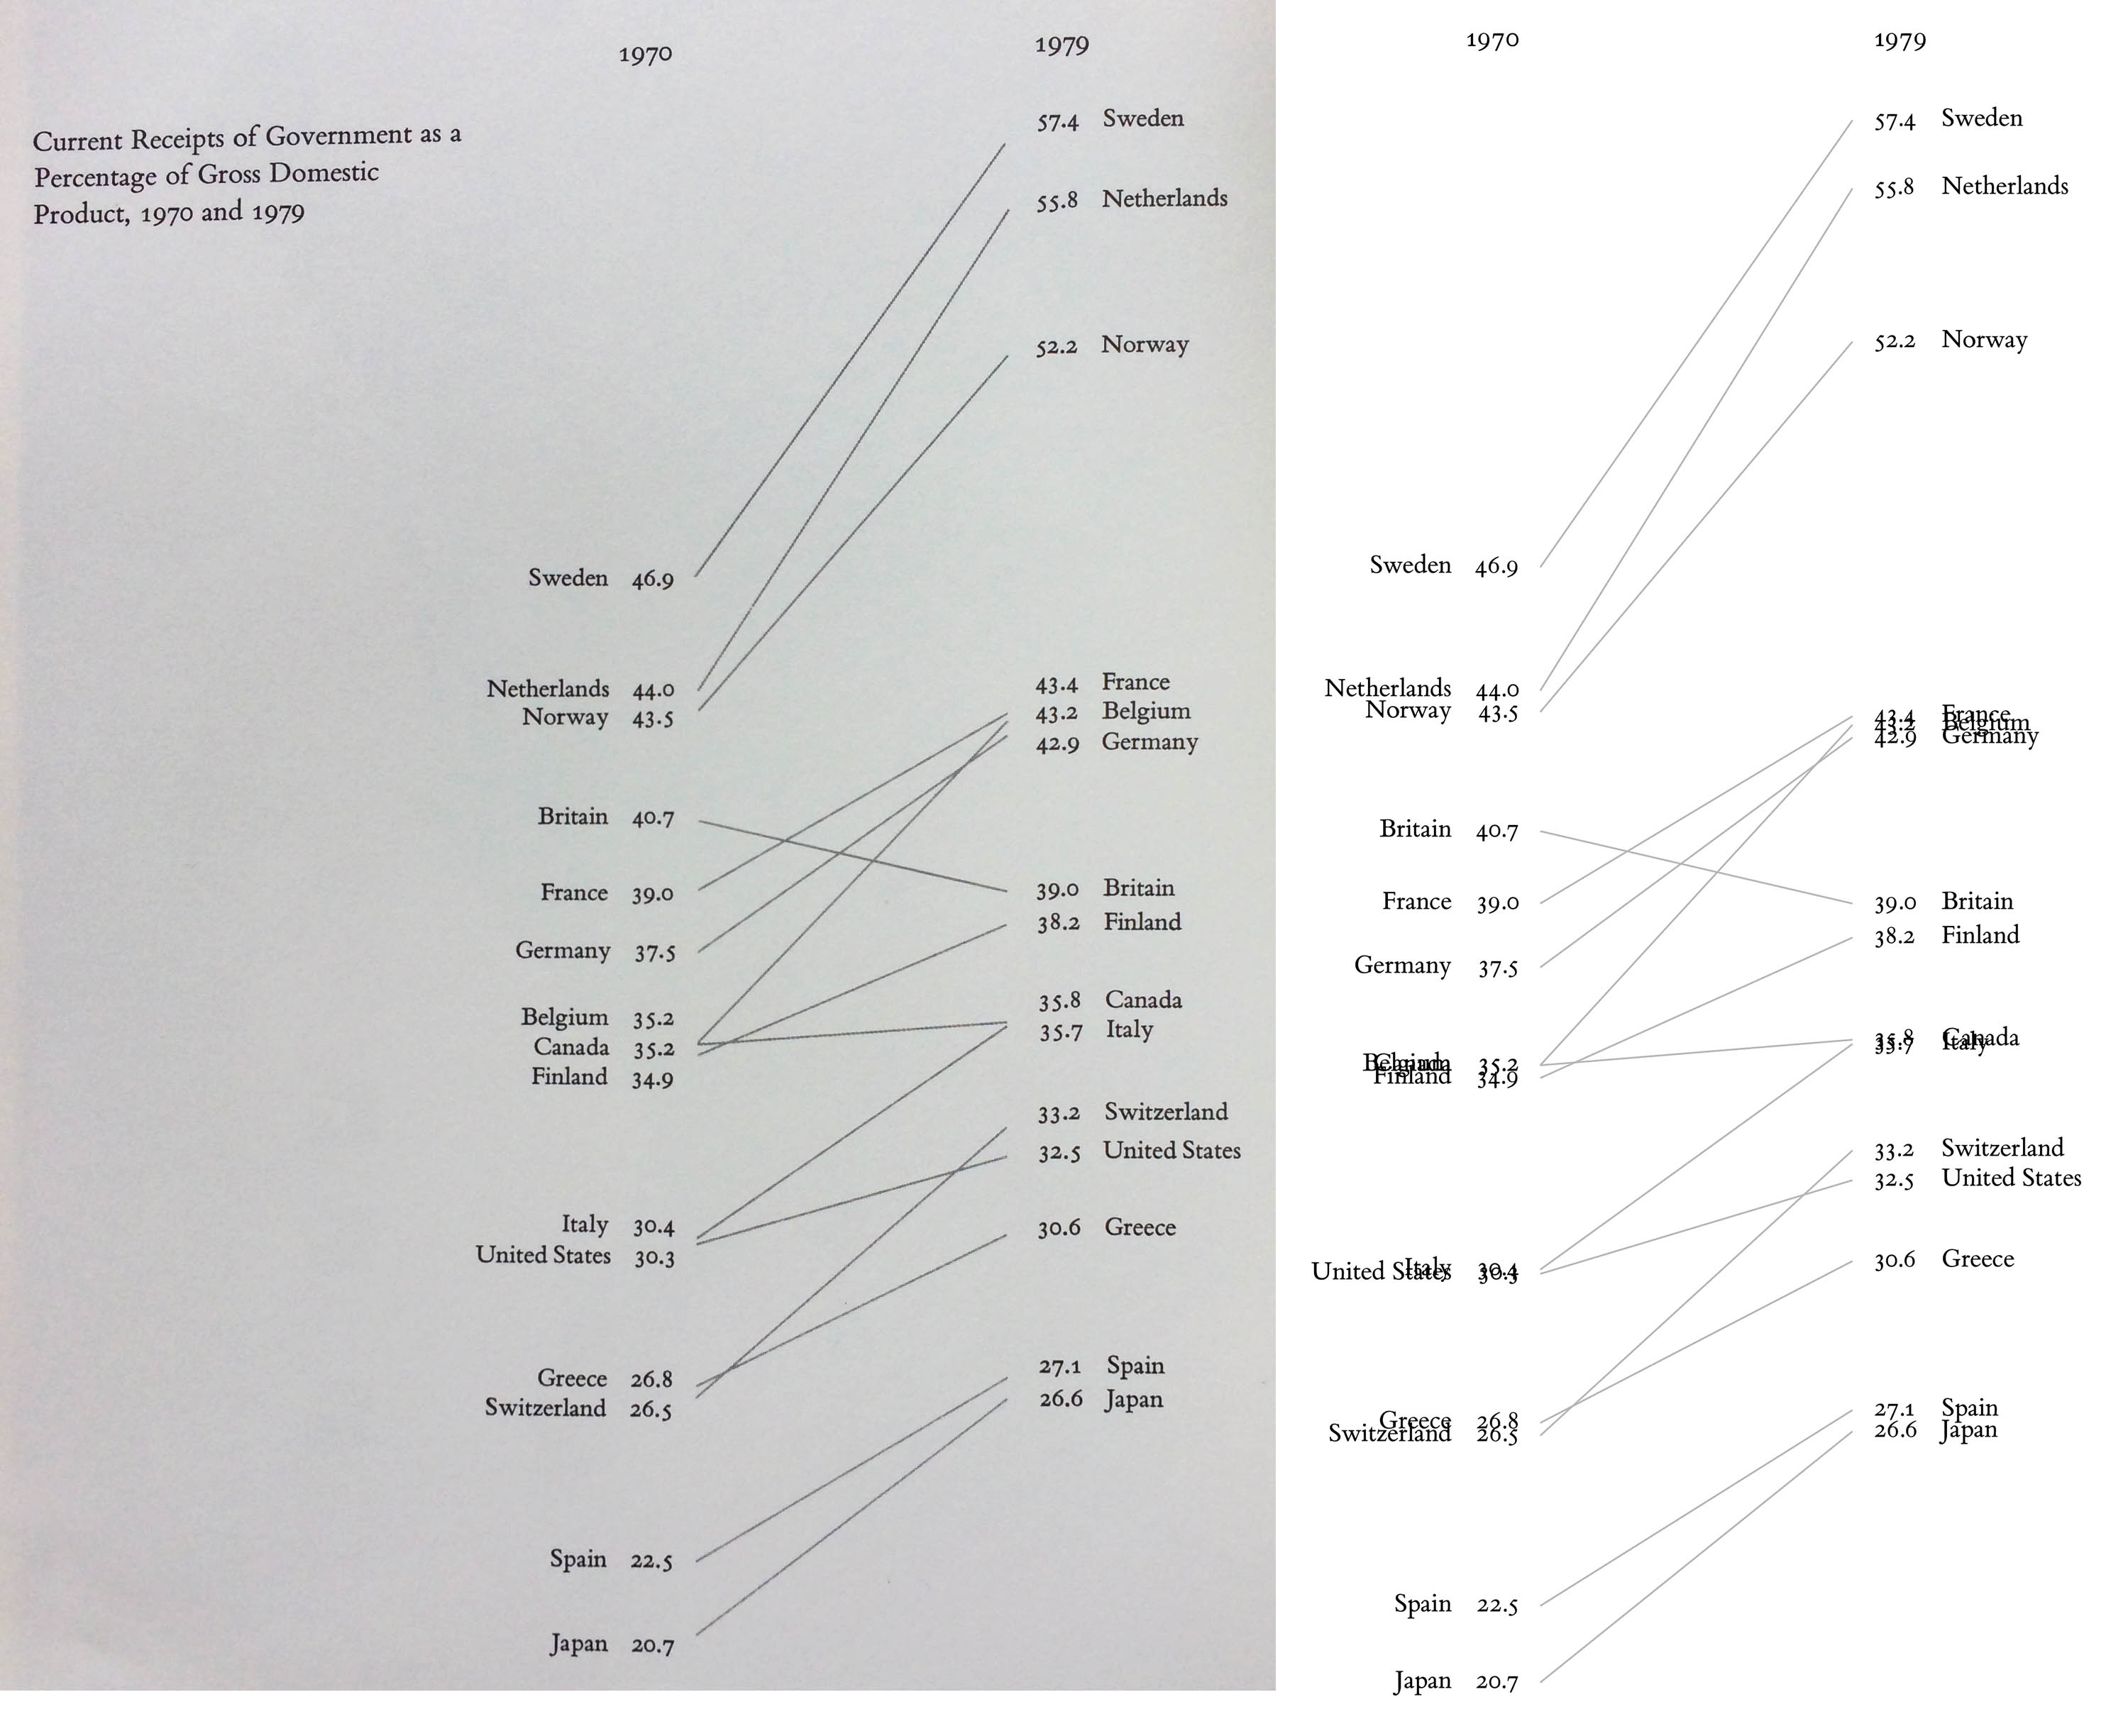 1970 1979
Current Receipts of Government as a
Percentage of Gross Domestic
Product, 1970 and 1979
Sweden 46.9
Netherlands 44.0
Norway 43.5
Britain 40.7
France 39.0
Germany 37.5
Belgium 35.2
Canada 35.2
Finland 34.9
Italy 30.4
United States 30.3
Greece 26.8
Switzerland 26.5
Spain 22.5
Japan 20.7
57.4 Sweden
55.8 Netherlands
52.2 Norway
43.4 France
43.2 Belgium
42.9 Germany
39.0 Britain
38.2 Finland
35.8 Canada
35.7 Italy
33.2 Switzerland
32.5 United States
30.6 Greece
27.1 Spain
26.6 Japan
1970 1979
Sweden 46.9
Netherlands 44.0
Norway 43.5
Britain 40.7
France 39.0
Germany 37.5
35.2
Finland 34.9
Italy 30.4
United States 30.3
Greece 26.8
Switzerland 26.5
Spain 22.5
Japan 20.7
57.4 Sweden
55.8 Netherlands
52.2 Norway
43.4 France
43.2 Belgium
42.9 Germany
39.0 Britain
38.2 Finland
35.8 Canada
35.7 Italy
33.2 Switzerland
32.5 United States
30.6 Greece
27.1 Spain
26.6 Japan